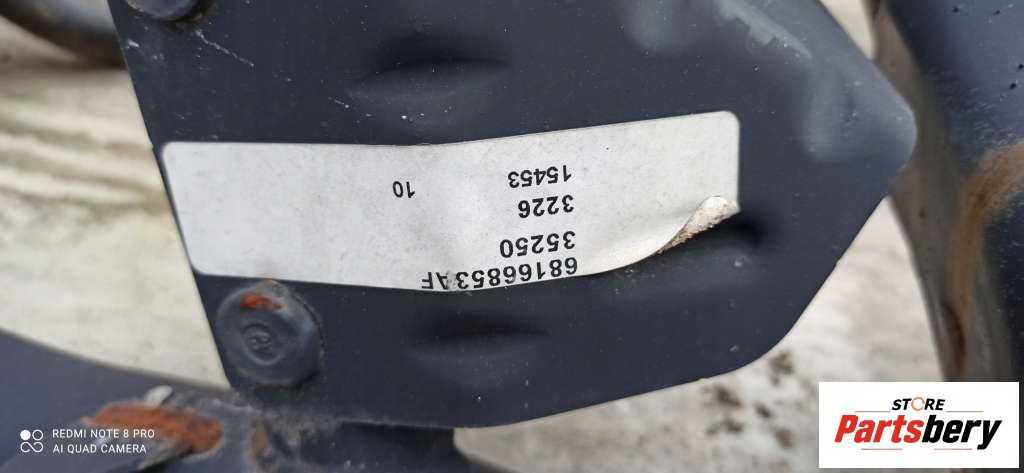 68166853AF
35250
3226
15453 10
REDMI NOTE 8 PRO
AI QUAD CAMERA
STORE
Partsbery